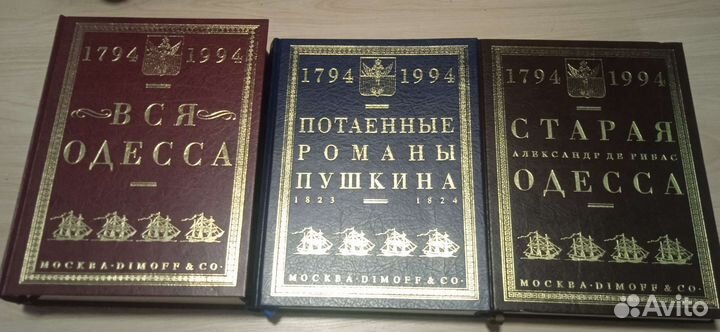 1794 1994
ВСЯ
ОДЕССА
МОСКВА·DIMOFF & CO·
1794 1994
ПОТАЕННЫЕ
РОМАНЫ
ПУШКИНА
1823 1824
МОСКВА·DIMOFF & CO·
1794 1994
СТАРАЯ
АЛЕКСАНДР ДЕ РИБАС
ОДЕССА
МОСКВА·DIMOFF & CO·
Avito